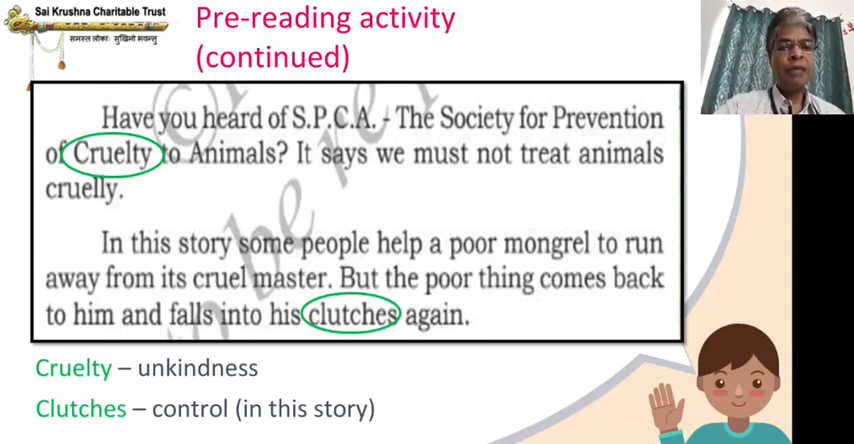 Sai Krushna Charitable Trust
समस्त लोकाः सुखिनो भवन्तु
Pre-reading activity
(continued)
Have you heard of S.P.C.A. - The Society for Prevention
of Cruelty to Animals? It says we must not treat animals
cruelly.
In this story some people help a poor mongrel to run
away from its cruel master. But the poor thing comes back
to him and falls into his clutches again.
Cruelty – unkindness
Clutches – control (in this story)